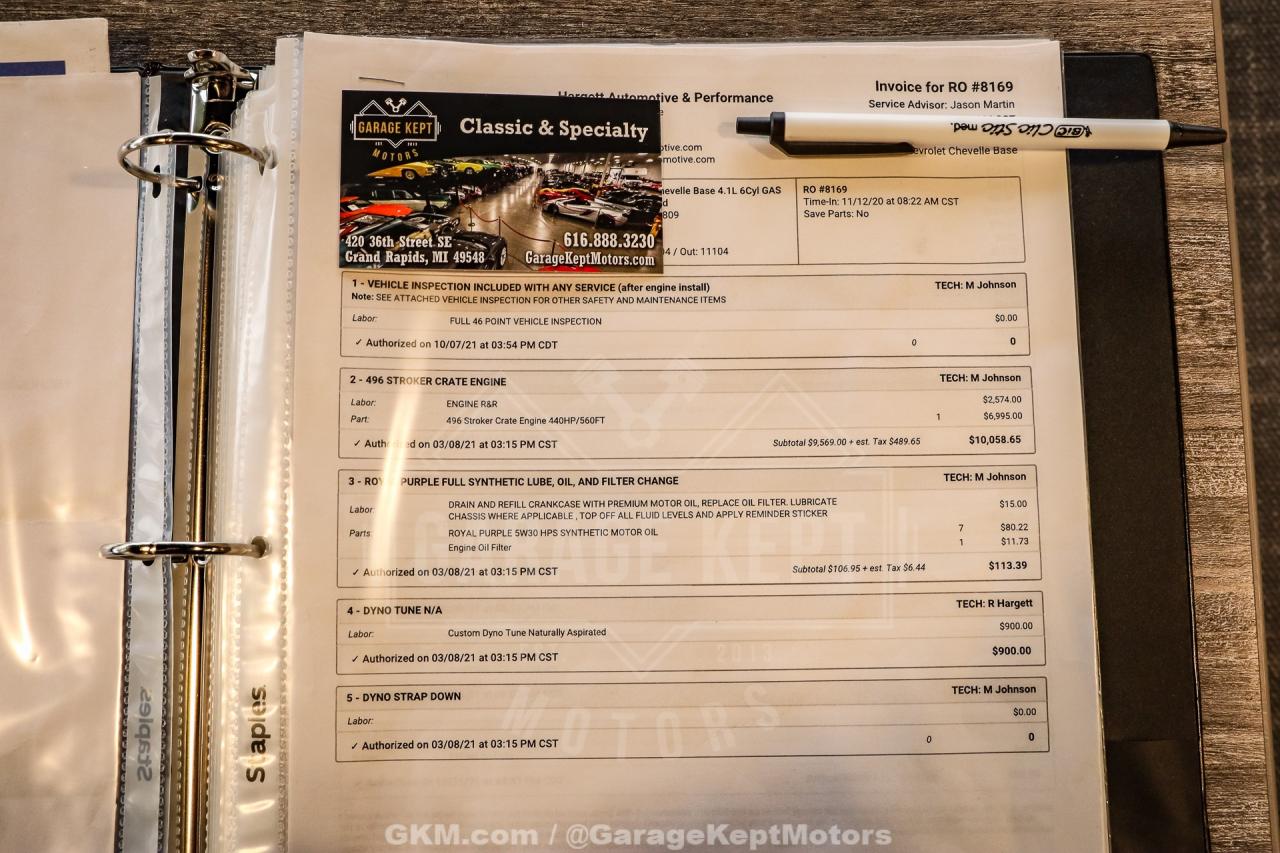 Hargett Automotive & Performance
Invoice for RO #8169
Service Advisor: Jason Martin
BiC Clic Stic med.
otive.com
motive.com
evrolet Chevelle Base
GARAGE KEPT
EST 2013
MOTORS
Classic & Specialty
420 36th Street SE
Grand Rapids, MI 49548
616.888.3230
GarageKeptMotors.com
hevelle Base 4.1L 6Cyl GAS
d
809
/ Out: 11104
RO #8169
Time-In: 11/12/20 at 08:22 AM CST
Save Parts: No
1 - VEHICLE INSPECTION INCLUDED WITH ANY SERVICE (after engine install) TECH: M Johnson
Note: SEE ATTACHED VEHICLE INSPECTION FOR OTHER SAFETY AND MAINTENANCE ITEMS
Labor: FULL 46 POINT VEHICLE INSPECTION $0.00
✓ Authorized on 10/07/21 at 03:54 PM CDT 0 0
2 - 496 STROKER CRATE ENGINE TECH: M Johnson
Labor: ENGINE R&R $2,574.00
Part: 496 Stroker Crate Engine 440HP/560FT 1 $6,995.00
✓ Authorized on 03/08/21 at 03:15 PM CST Subtotal $9,569.00 + est. Tax $489.65 $10,058.65
3 - ROYAL PURPLE FULL SYNTHETIC LUBE, OIL, AND FILTER CHANGE TECH: M Johnson
Labor: DRAIN AND REFILL CRANKCASE WITH PREMIUM MOTOR OIL, REPLACE OIL FILTER. LUBRICATE $15.00
CHASSIS WHERE APPLICABLE , TOP OFF ALL FLUID LEVELS AND APPLY REMINDER STICKER
Parts: ROYAL PURPLE 5W30 HPS SYNTHETIC MOTOR OIL 7 $80.22
Engine Oil Filter 1 $11.73
✓ Authorized on 03/08/21 at 03:15 PM CST Subtotal $106.95 + est. Tax $6.44 $113.39
4 - DYNO TUNE N/A TECH: R Hargett
Labor: Custom Dyno Tune Naturally Aspirated $900.00
✓ Authorized on 03/08/21 at 03:15 PM CST $900.00
5 - DYNO STRAP DOWN TECH: M Johnson
Labor: $0.00
✓ Authorized on 03/08/21 at 03:15 PM CST 0 0
GARAGE KEPT
2013
MOTORS
Staples
Staples
GKM.com / @GarageKeptMotors